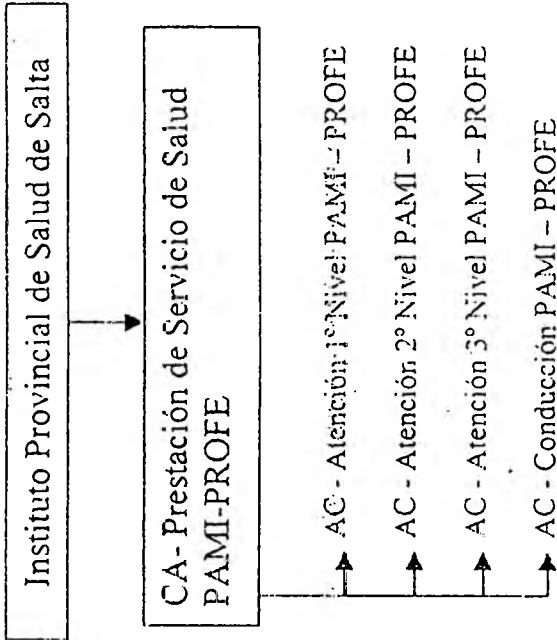 Instituto Provincial de Salud de Salta
CA- Prestación de Servicio de Salud
PAMI-PROFE
AC - Atención 1º Nivel PAMI – PROFE
AC - Atención 2º Nivel PAMI – PROFE
AC - Atención 3º Nivel PAMI – PROFE
AC - Conducción PAMI – PROFE